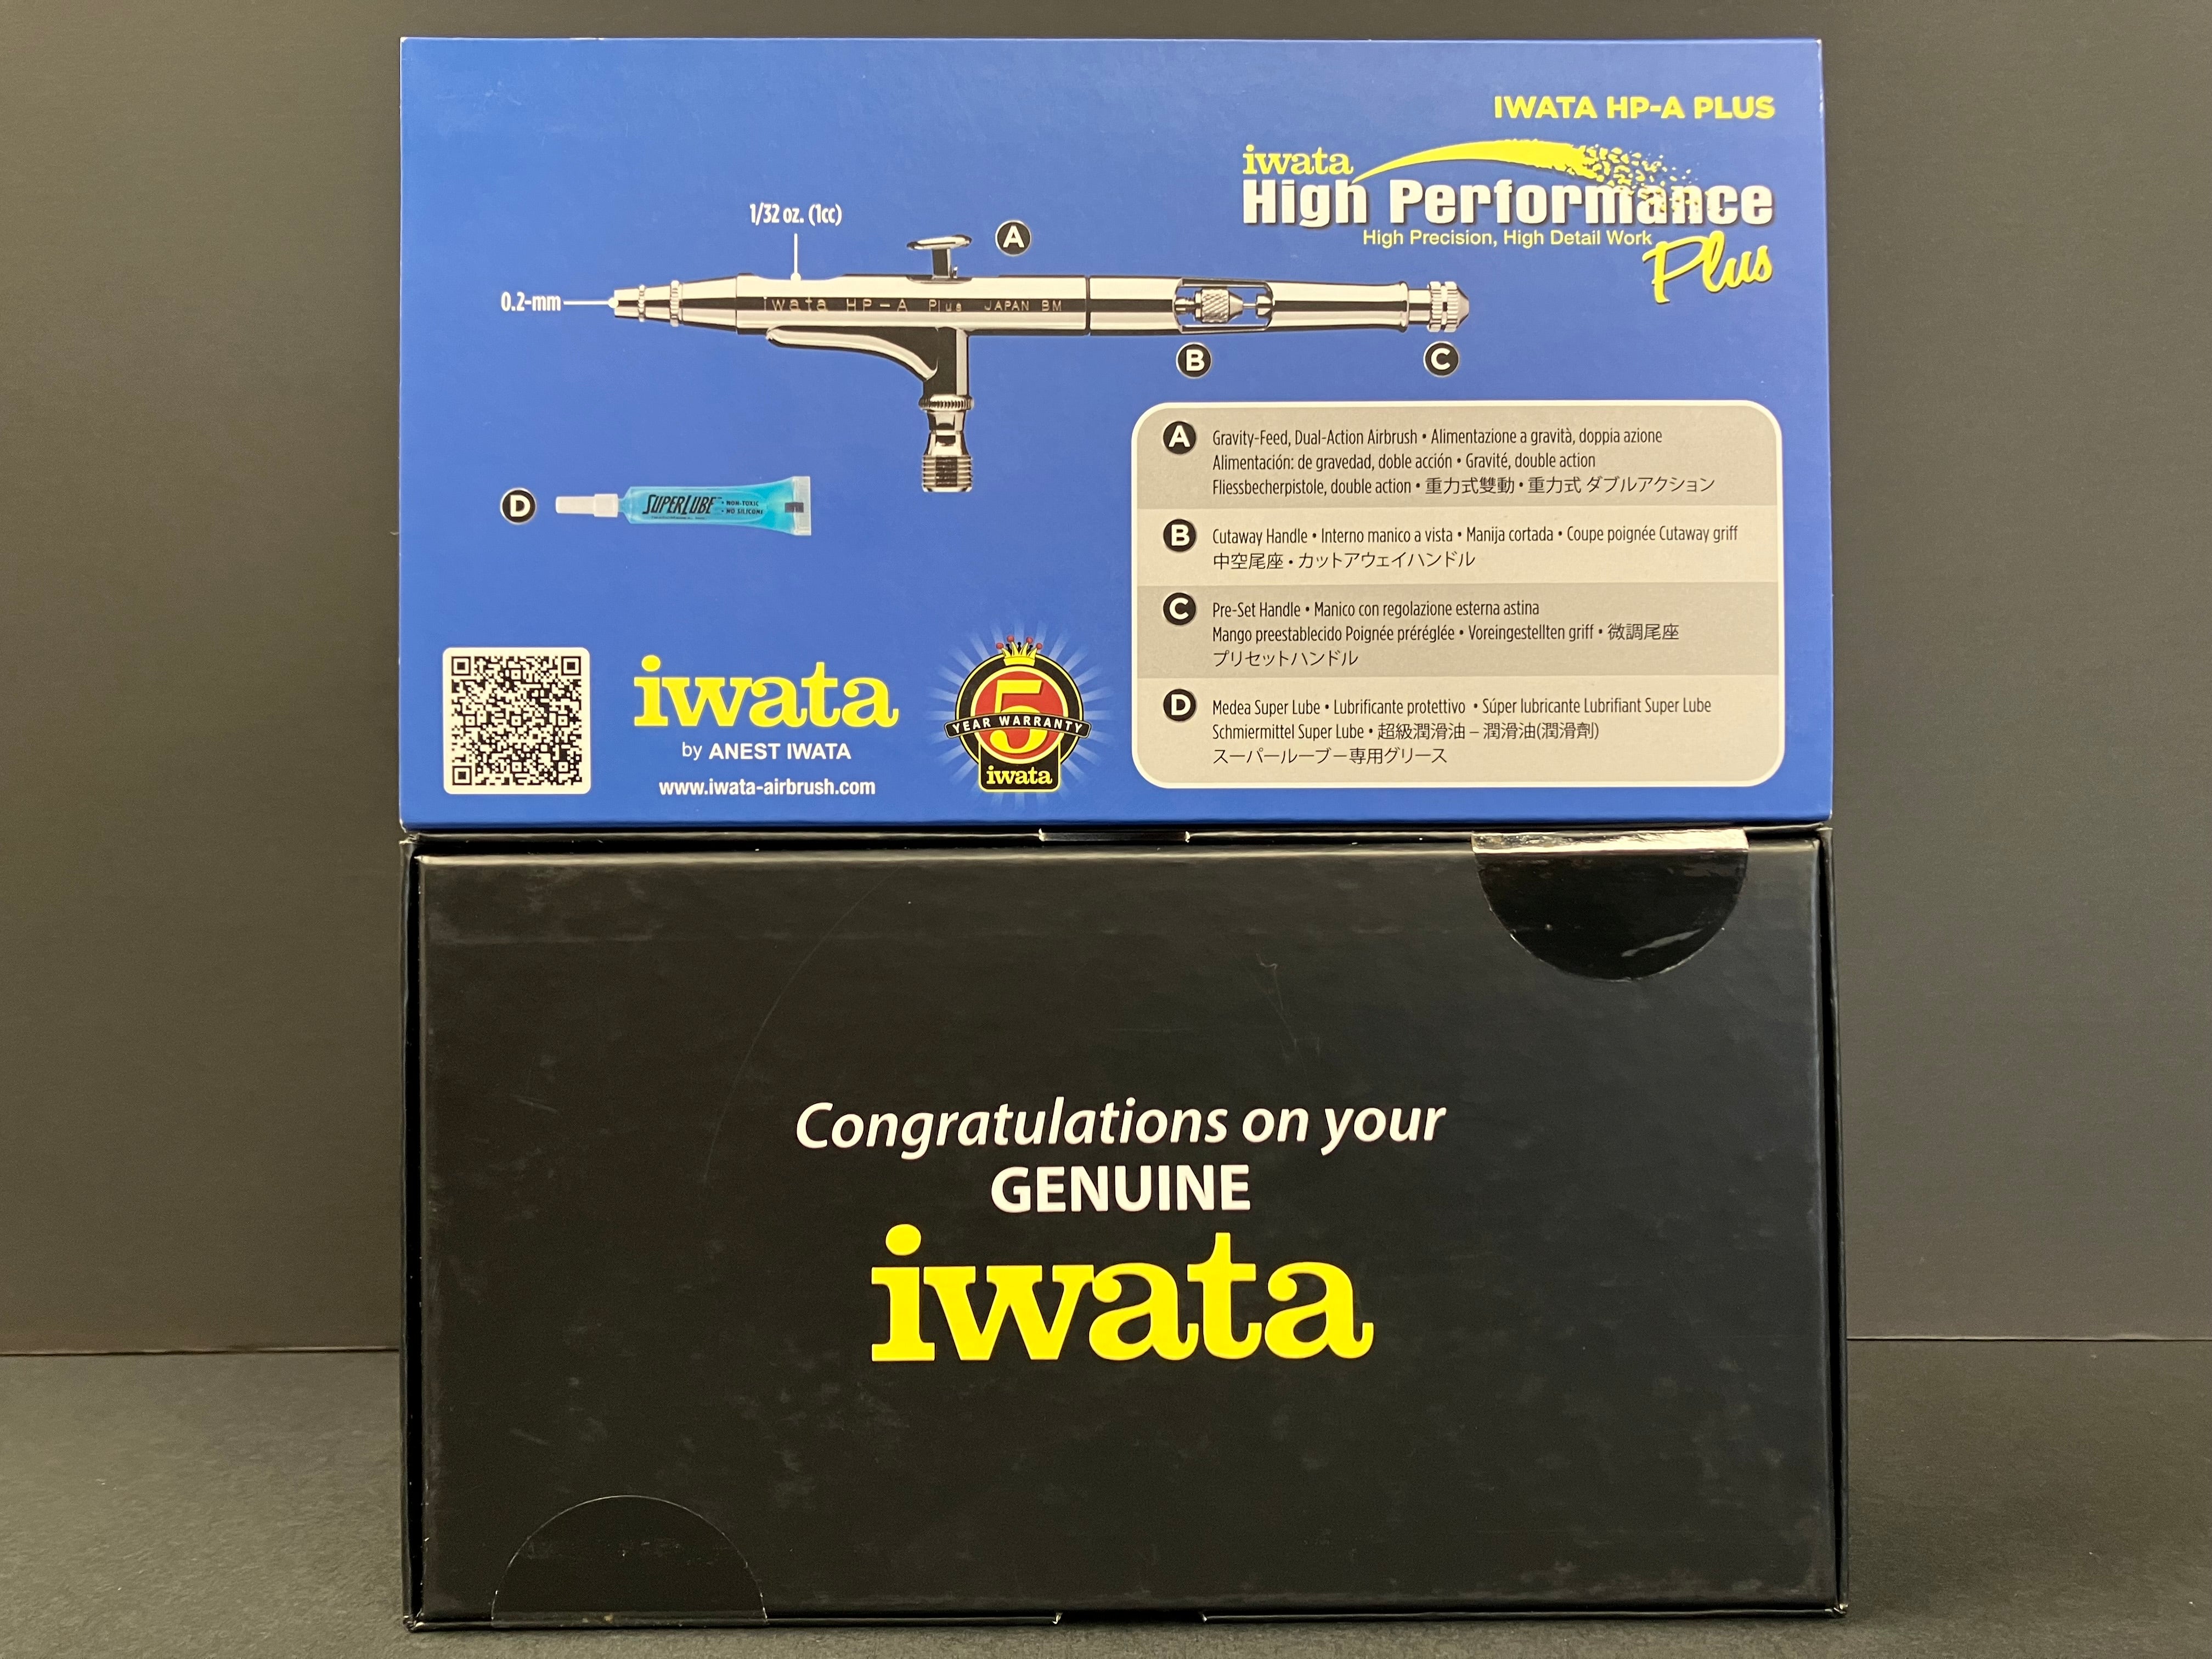 IWATA HP-A PLUS
iwata
High Performance
High Precision, High Detail Work
Plus
1/32 oz. (1cc)
A
0.2-mm
iwata HP-A Plus JAPAN BM
B
C
D
SUPERLUBE™ • NON-TOXIC
• NO SILICONE
A Gravity-Feed, Dual-Action Airbrush • Alimentazione a gravità, doppia azione
Alimentación: de gravedad, doble acción • Gravité, double action
Fliessbecherpistole, double action • 重力式雙動 • 重力式 ダブルアクション
B Cutaway Handle • Interno manico a vista • Manija cortada • Coupe poignée Cutaway griff
中空尾座 • カットアウェイハンドル
C Pre-Set Handle • Manico con regolazione esterna astina
Mango preestablecido Poignée préréglée • Voreingestellten griff • 微調尾座
プリセットハンドル
D Medea Super Lube • Lubrificante protettivo • Súper lubricante Lubrifiant Super Lube
Schmiermittel Super Lube • 超級潤滑油 – 潤滑油(潤滑劑)
スーパールーブ－専用グリース
iwata
by ANEST IWATA
www.iwata-airbrush.com
5
YEAR WARRANTY
iwata
Congratulations on your
GENUINE
iwata